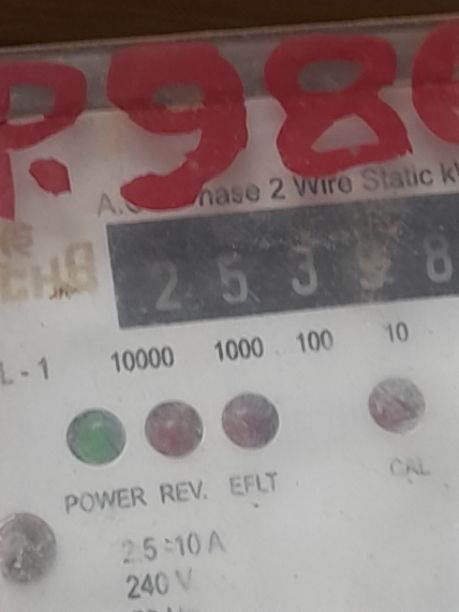 P.98
A. hase 2 Wire Static
2 5 3 8
L-1 10000 1000 100 10
POWER REV. EFLT CAL
2.5-10 A
240 V